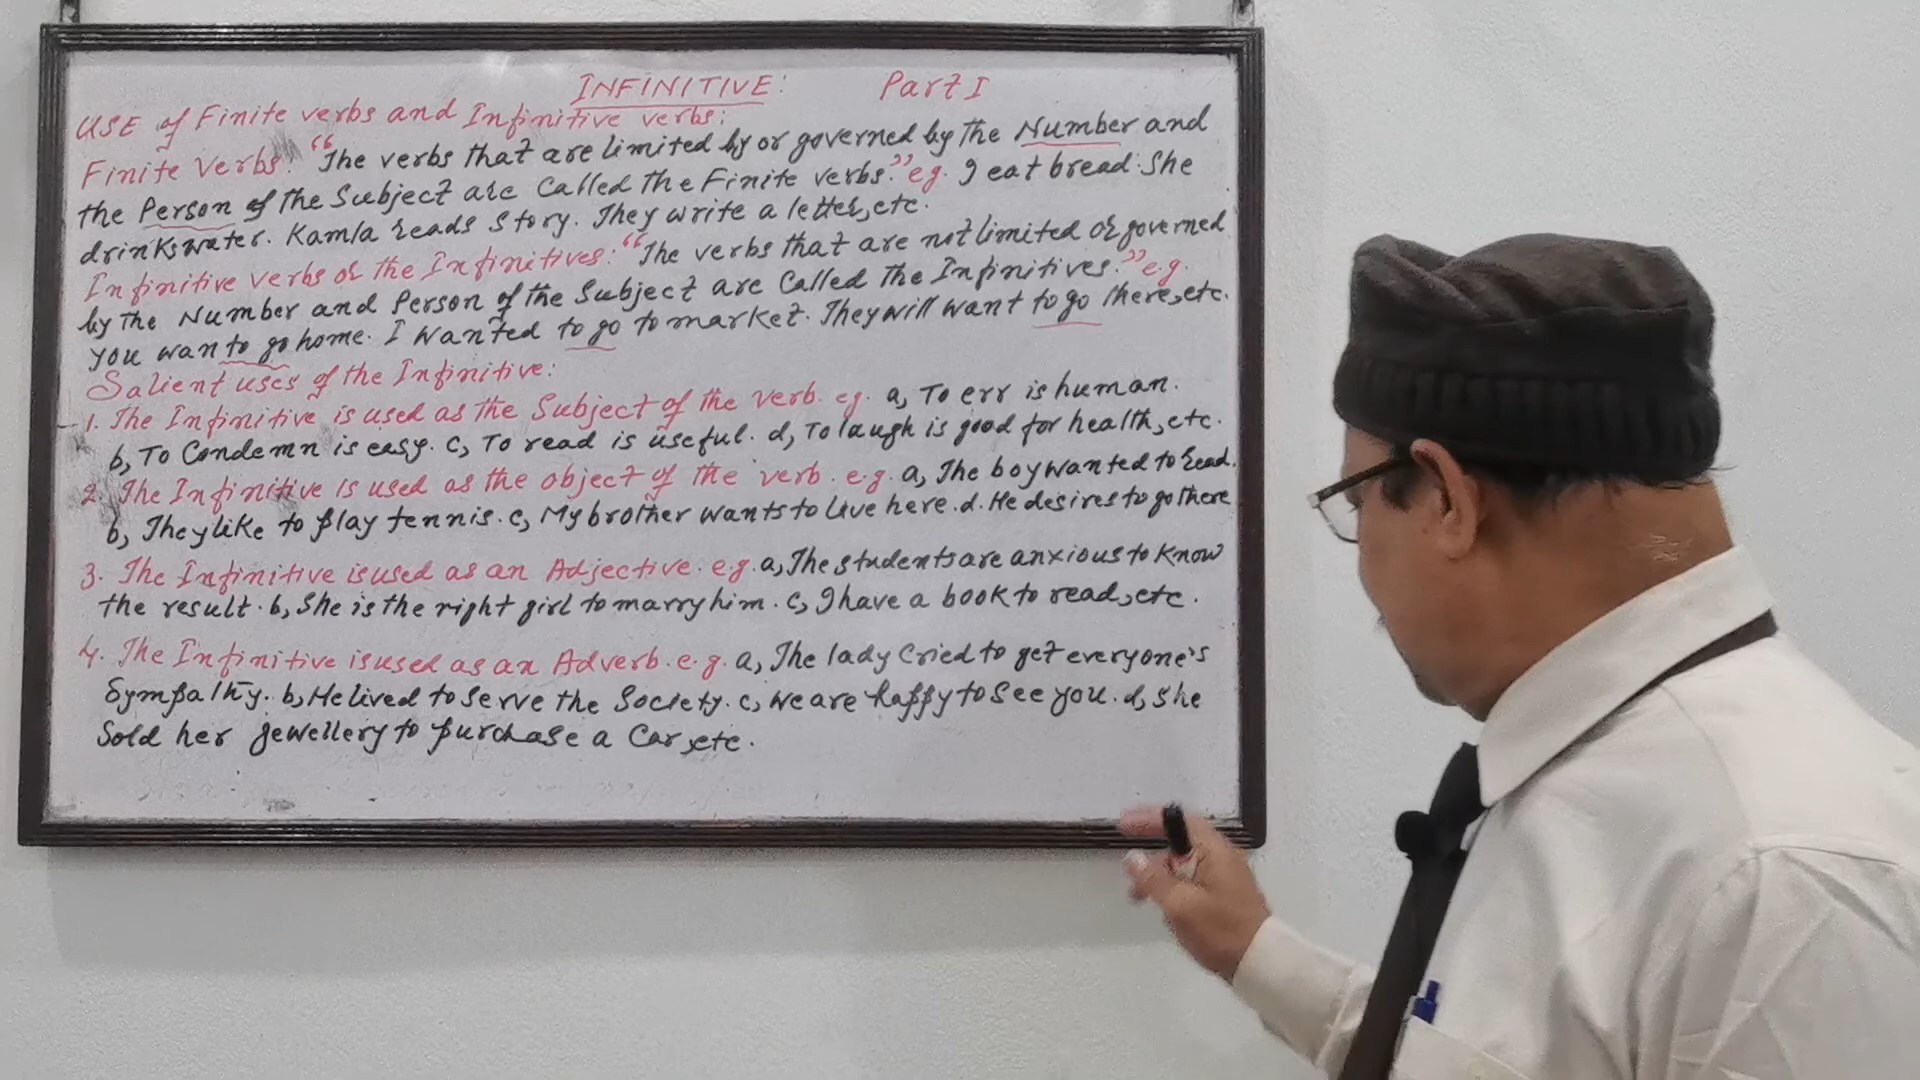 INFINITIVE: Part I
USE of Finite verbs and Infinitive verbs:
Finite Verbs: "The verbs that are limited by or governed by the Number and
the Person of the Subject are called the Finite verbs." eg. I eat bread. She
drinks water. Kamla reads story. They write a letter, etc.
Infinitive verbs or the Infinitives: "The verbs that are not limited or governed
by the Number and Person of the Subject are called the Infinitives." e.g.
you want to go home. I wanted to go to market. They will want to go there, etc.
Salient uses of the Infinitive:
1. The Infinitive is used as the Subject of the verb. eg. a, To err is human.
b, To Condemn is easy. c, To read is useful. d, To laugh is good for health, etc.
2. The Infinitive is used as the object of the verb. e.g. a, The boy wanted to read.
b, They like to play tennis. c, My brother wants to live here. d. He desires to go there
3. The Infinitive is used as an Adjective. e.g. a, The students are anxious to know
the result. b, She is the right girl to marry him. c, I have a book to read, etc.
4. The Infinitive is used as an Adverb. e.g. a, The lady cried to get everyone's
Sympathy. b, He lived to serve the Society. c, We are happy to see you. d, She
Sold her jewellery to purchase a Car, etc.